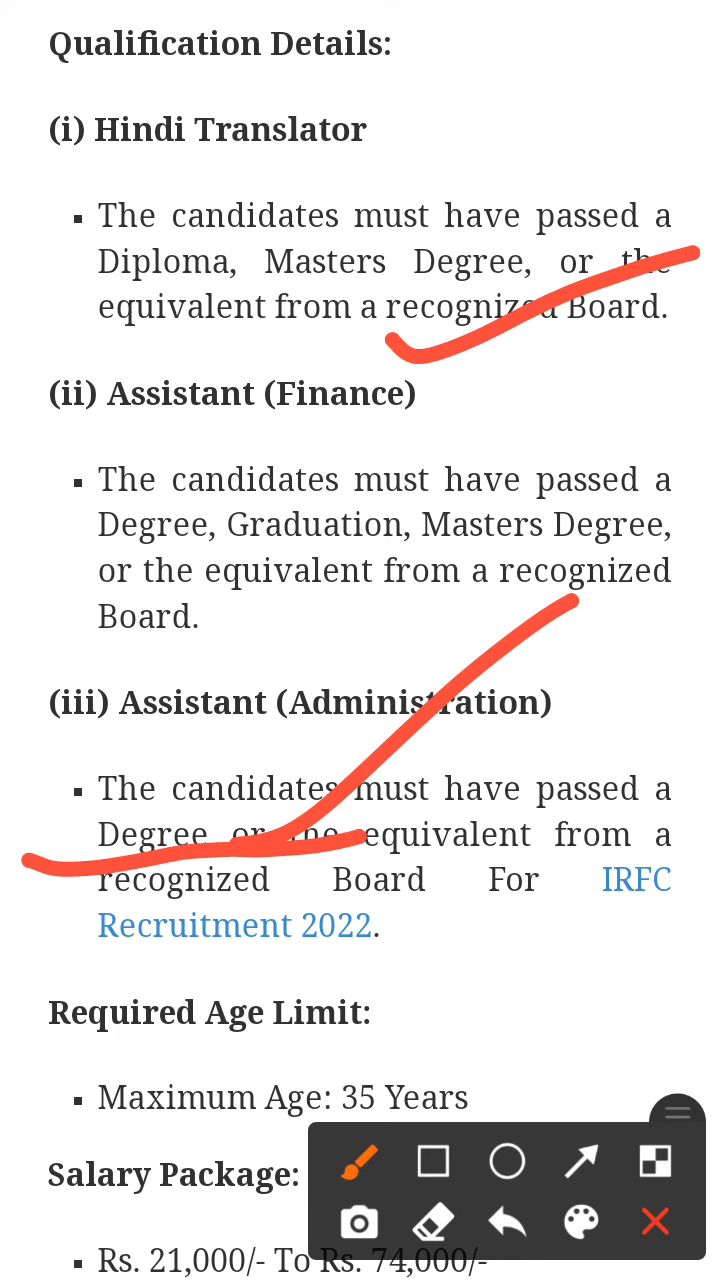 Qualification Details:
(i) Hindi Translator
▪ The candidates must have passed a
Diploma, Masters Degree, or the
equivalent from a recognized Board.
(ii) Assistant (Finance)
▪ The candidates must have passed a
Degree, Graduation, Masters Degree,
or the equivalent from a recognized
Board.
(iii) Assistant (Administration)
▪ The candidates must have passed a
Degree or the equivalent from a
recognized Board For IRFC
Recruitment 2022.
Required Age Limit:
▪ Maximum Age: 35 Years
Salary Package:
▪ Rs. 21,000/- To Rs. 74,000/-